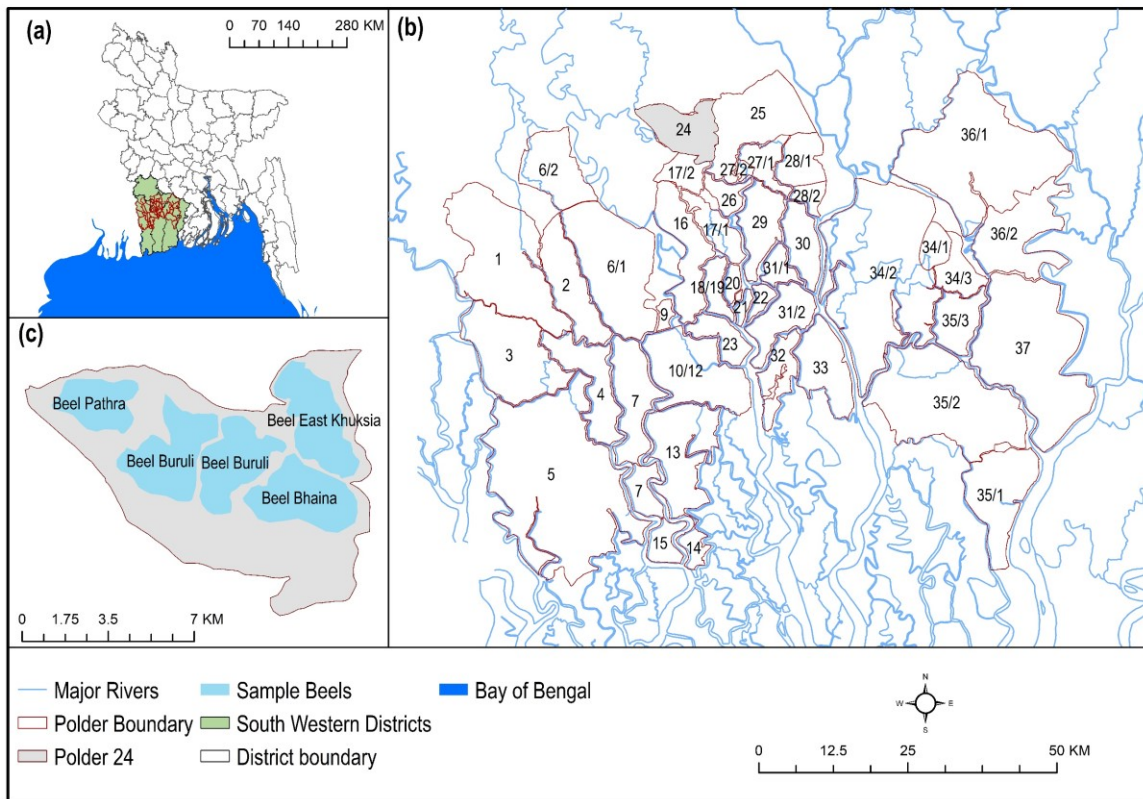 (a)
0 70 140 280 KM
(b)
24
25
36/1
6/2
17/2
27/2
27/1
28/1
26
28/2
16
17/1
29
30
36/2
1
2
6/1
34/1
34/2
34/3
31/1
18/19
20
21
22
9
31/2
35/3
37
3
23
10/12
32
33
4
7
35/2
13
5
7
35/1
15
14
(c)
Beel Pathra
Beel East Khuksia
Beel Buruli
Beel Buruli
Beel Bhaina
0 1.75 3.5 7 KM
Major Rivers
Sample Beels
Bay of Bengal
Polder Boundary
South Western Districts
Polder 24
District boundary
N
W E
S
0 12.5 25 50 KM